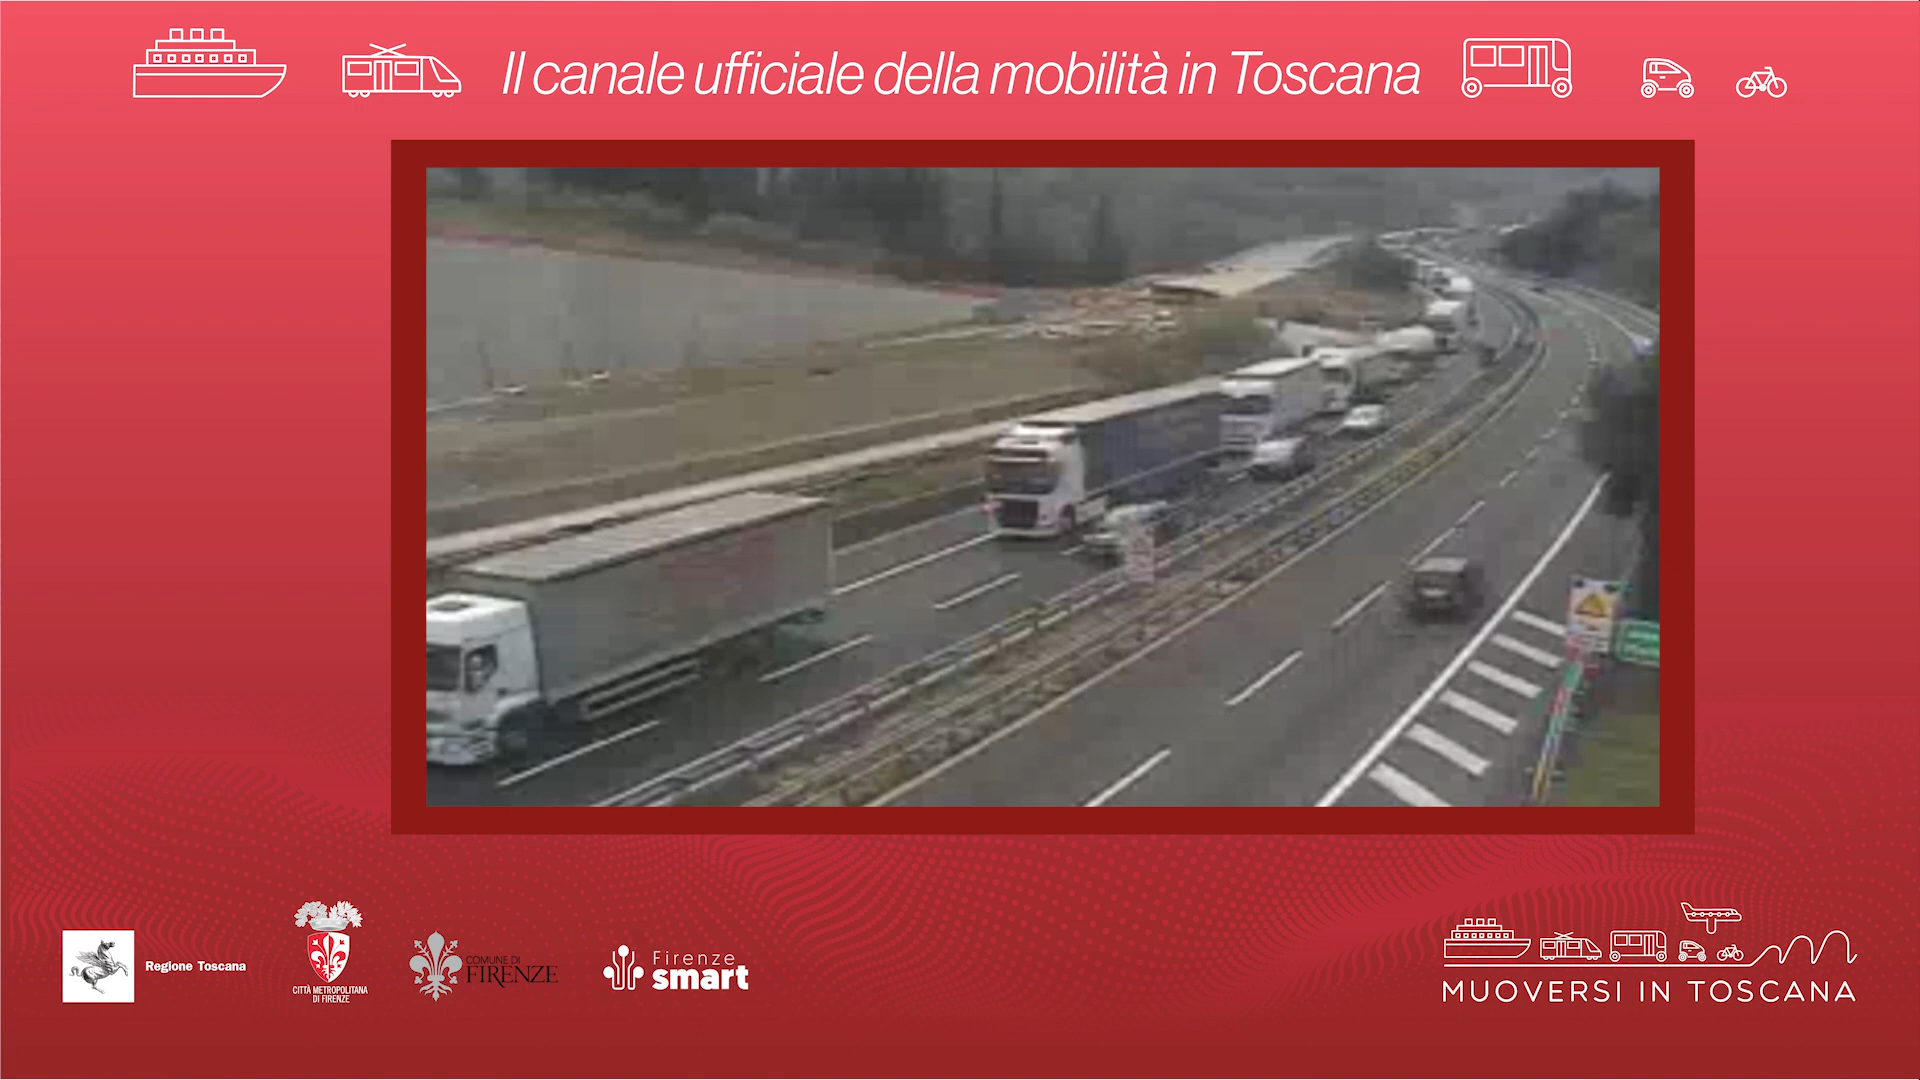 Il canale ufficiale della mobilità in Toscana
Regione Toscana
CITTÀ METROPOLITANA
DI FIRENZE
COMUNE DI
FIRENZE
Firenze
smart
MUOVERSI IN TOSCANA